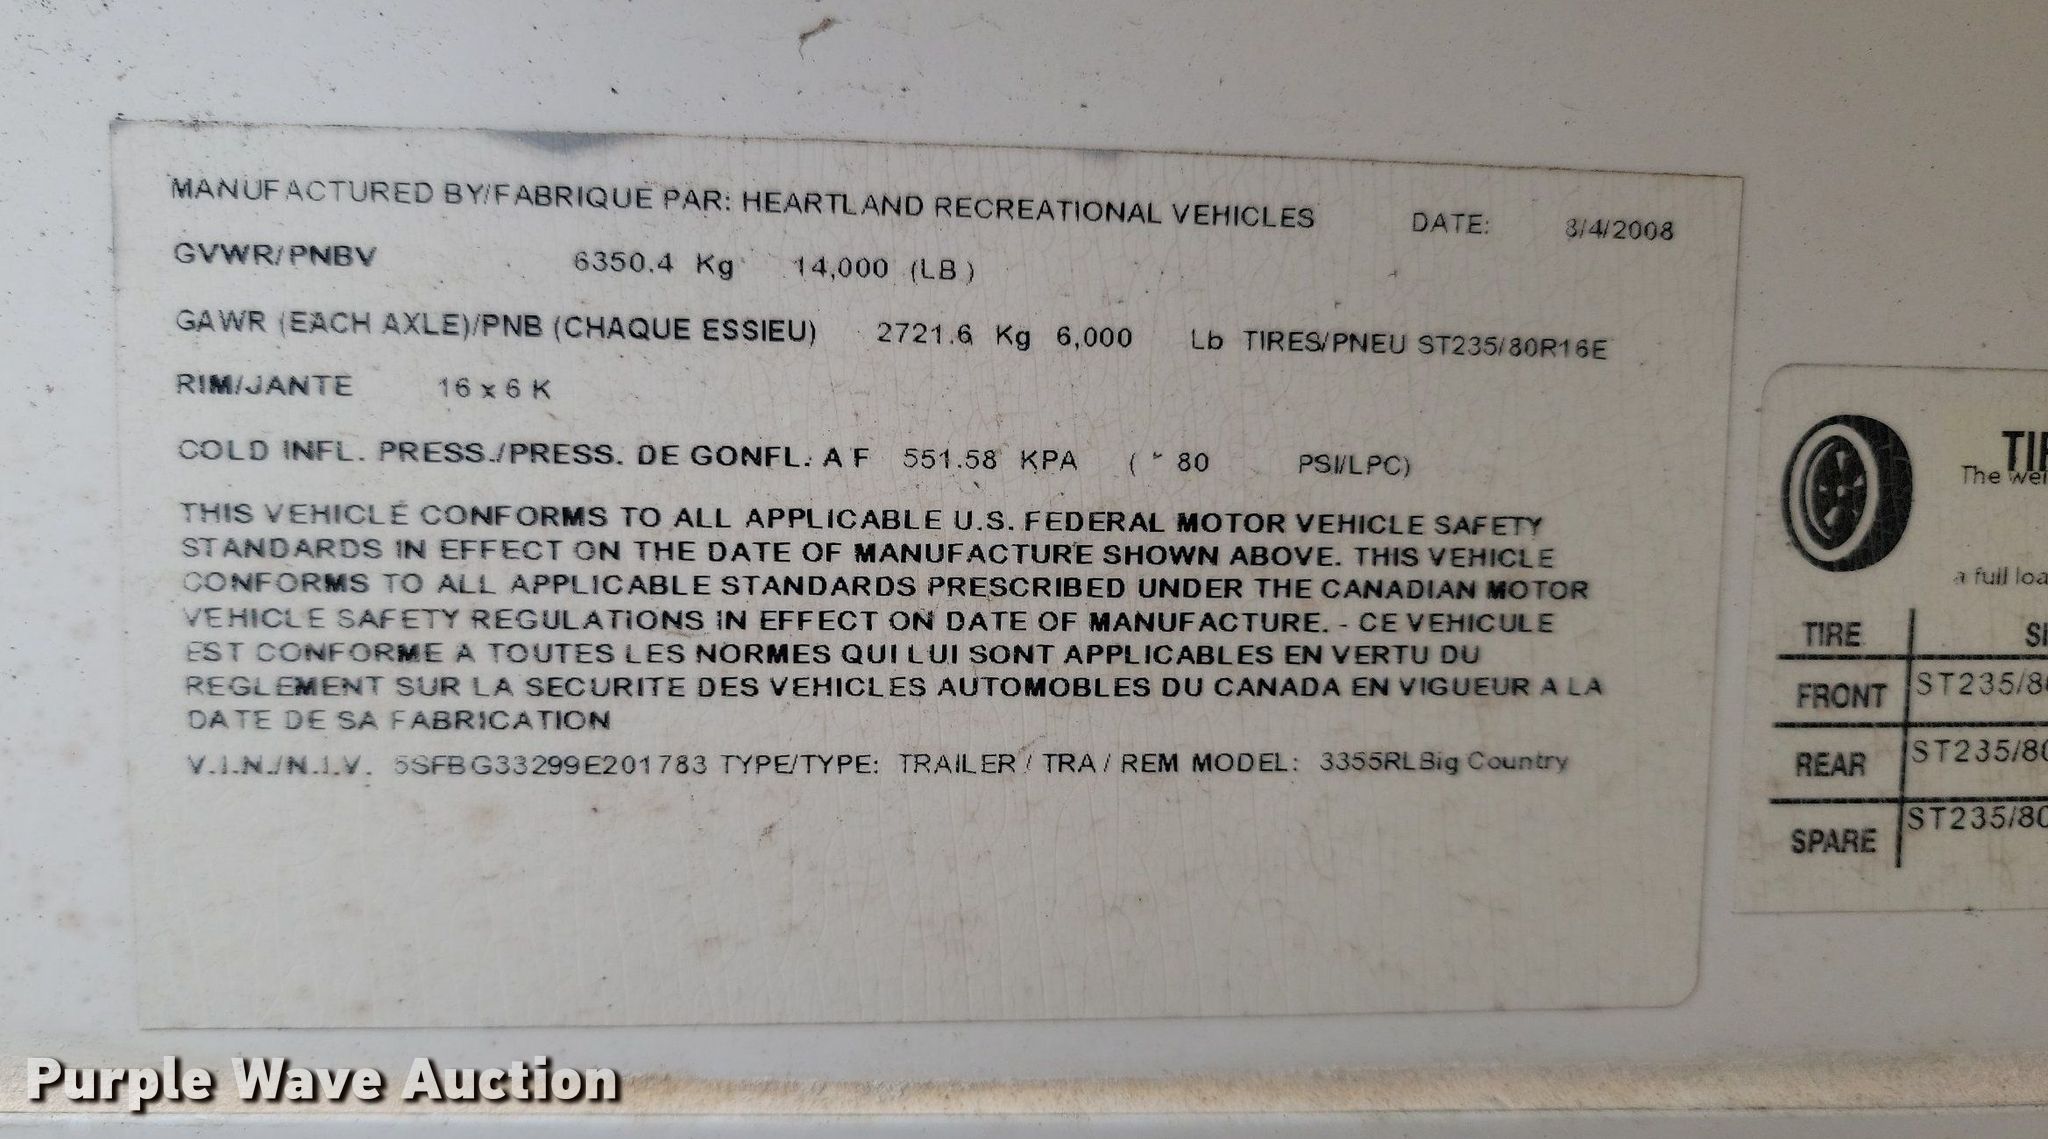 MANUFACTURED BY/FABRIQUE PAR: HEARTLAND RECREATIONAL VEHICLES DATE: 8/4/2008
GVWR/PNBV 6350.4 Kg 14,000 (LB)
GAWR (EACH AXLE)/PNB (CHAQUE ESSIEU) 2721.6 Kg 6,000 Lb TIRES/PNEU ST235/80R16E
RIM/JANTE 16 x 6 K
COLD INFL. PRESS./PRESS. DE GONFL. A F 551.58 KPA ( 80 PSI/LPC)
THIS VEHICLE CONFORMS TO ALL APPLICABLE U.S. FEDERAL MOTOR VEHICLE SAFETY
STANDARDS IN EFFECT ON THE DATE OF MANUFACTURE SHOWN ABOVE. THIS VEHICLE
CONFORMS TO ALL APPLICABLE STANDARDS PRESCRIBED UNDER THE CANADIAN MOTOR
VEHICLE SAFETY REGULATIONS IN EFFECT ON DATE OF MANUFACTURE. - CE VEHICULE
EST CONFORME A TOUTES LES NORMES QUI LUI SONT APPLICABLES EN VERTU DU
REGLEMENT SUR LA SECURITE DES VEHICLES AUTOMOBLES DU CANADA EN VIGUEUR A LA
DATE DE SA FABRICATION
V.I.N./N.I.V. 5SFBG33299E201783 TYPE/TYPE: TRAILER / TRA / REM MODEL: 3355RLBig Country
The
a full
TIRE
FRONT ST235/80
REAR ST235/80
SPARE ST235/80
Purple Wave Auction